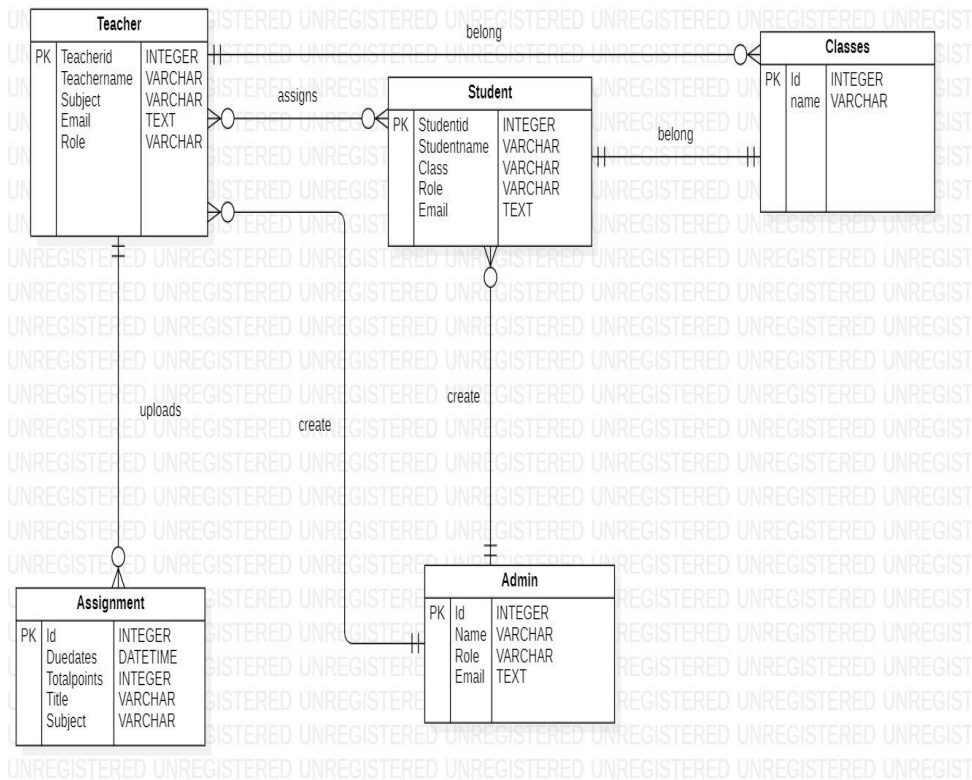 Teacher
PK Teacherid INTEGER
Teachername VARCHAR
Subject VARCHAR
Email TEXT
Role VARCHAR
belong
Classes
PK Id INTEGER
name VARCHAR
assigns
Student
PK Studentid INTEGER
Studentname VARCHAR
Class VARCHAR
Role VARCHAR
Email TEXT
belong
uploads
create
create
Assignment
PK Id INTEGER
Duedates DATETIME
Totalpoints INTEGER
Title VARCHAR
Subject VARCHAR
Admin
PK Id INTEGER
Name VARCHAR
Role VARCHAR
Email TEXT
UNREGISTERED